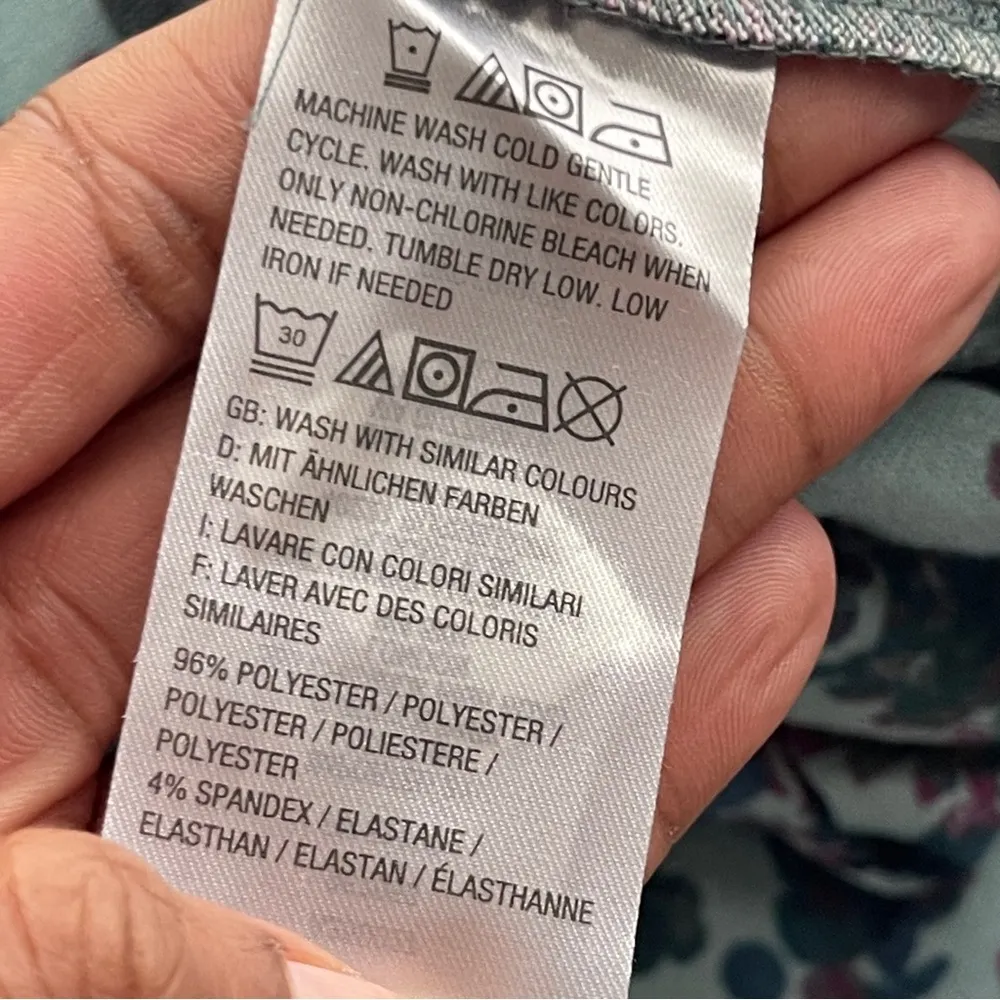 MACHINE WASH COLD GENTLE
CYCLE. WASH WITH LIKE COLORS.
ONLY NON-CHLORINE BLEACH WHEN
NEEDED. TUMBLE DRY LOW. LOW
IRON IF NEEDED
30
GB: WASH WITH SIMILAR COLOURS
D: MIT ÄHNLICHEN FARBEN
WASCHEN
I: LAVARE CON COLORI SIMILARI
F: LAVER AVEC DES COLORIS
SIMILAIRES
96% POLYESTER / POLYESTER /
POLYESTER / POLIESTERE /
POLYESTER
4% SPANDEX / ELASTANE /
ELASTHAN / ELASTAN / ÉLASTHANNE